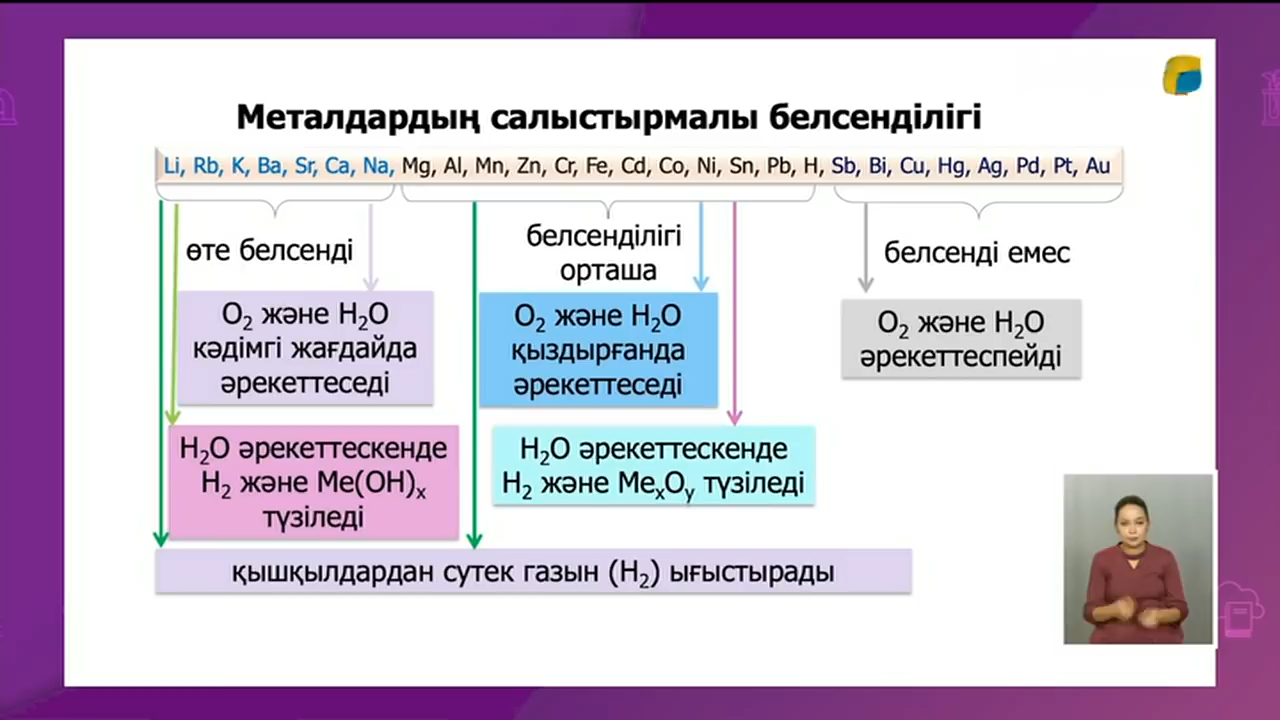 Металдардың салыстырмалы белсенділігі
Li, Rb, K, Ba, Sr, Ca, Na, Mg, Al, Mn, Zn, Cr, Fe, Cd, Co, Ni, Sn, Pb, H, Sb, Bi, Cu, Hg, Ag, Pd, Pt, Au
өте белсенді
белсенділігі
орташа
белсенді емес
O₂ және H₂O
кәдімгі жағдайда
әрекеттеседі
O₂ және H₂O
қыздырғанда
әрекеттеседі
O₂ және H₂O
әрекеттеспейді
H₂O әрекеттескенде
H₂ және Me(OH)ₓ
түзіледі
H₂O әрекеттескенде
H₂ және MeₓOᵧ түзіледі
қышқылдардан сутек газын (H₂) ығыстырады